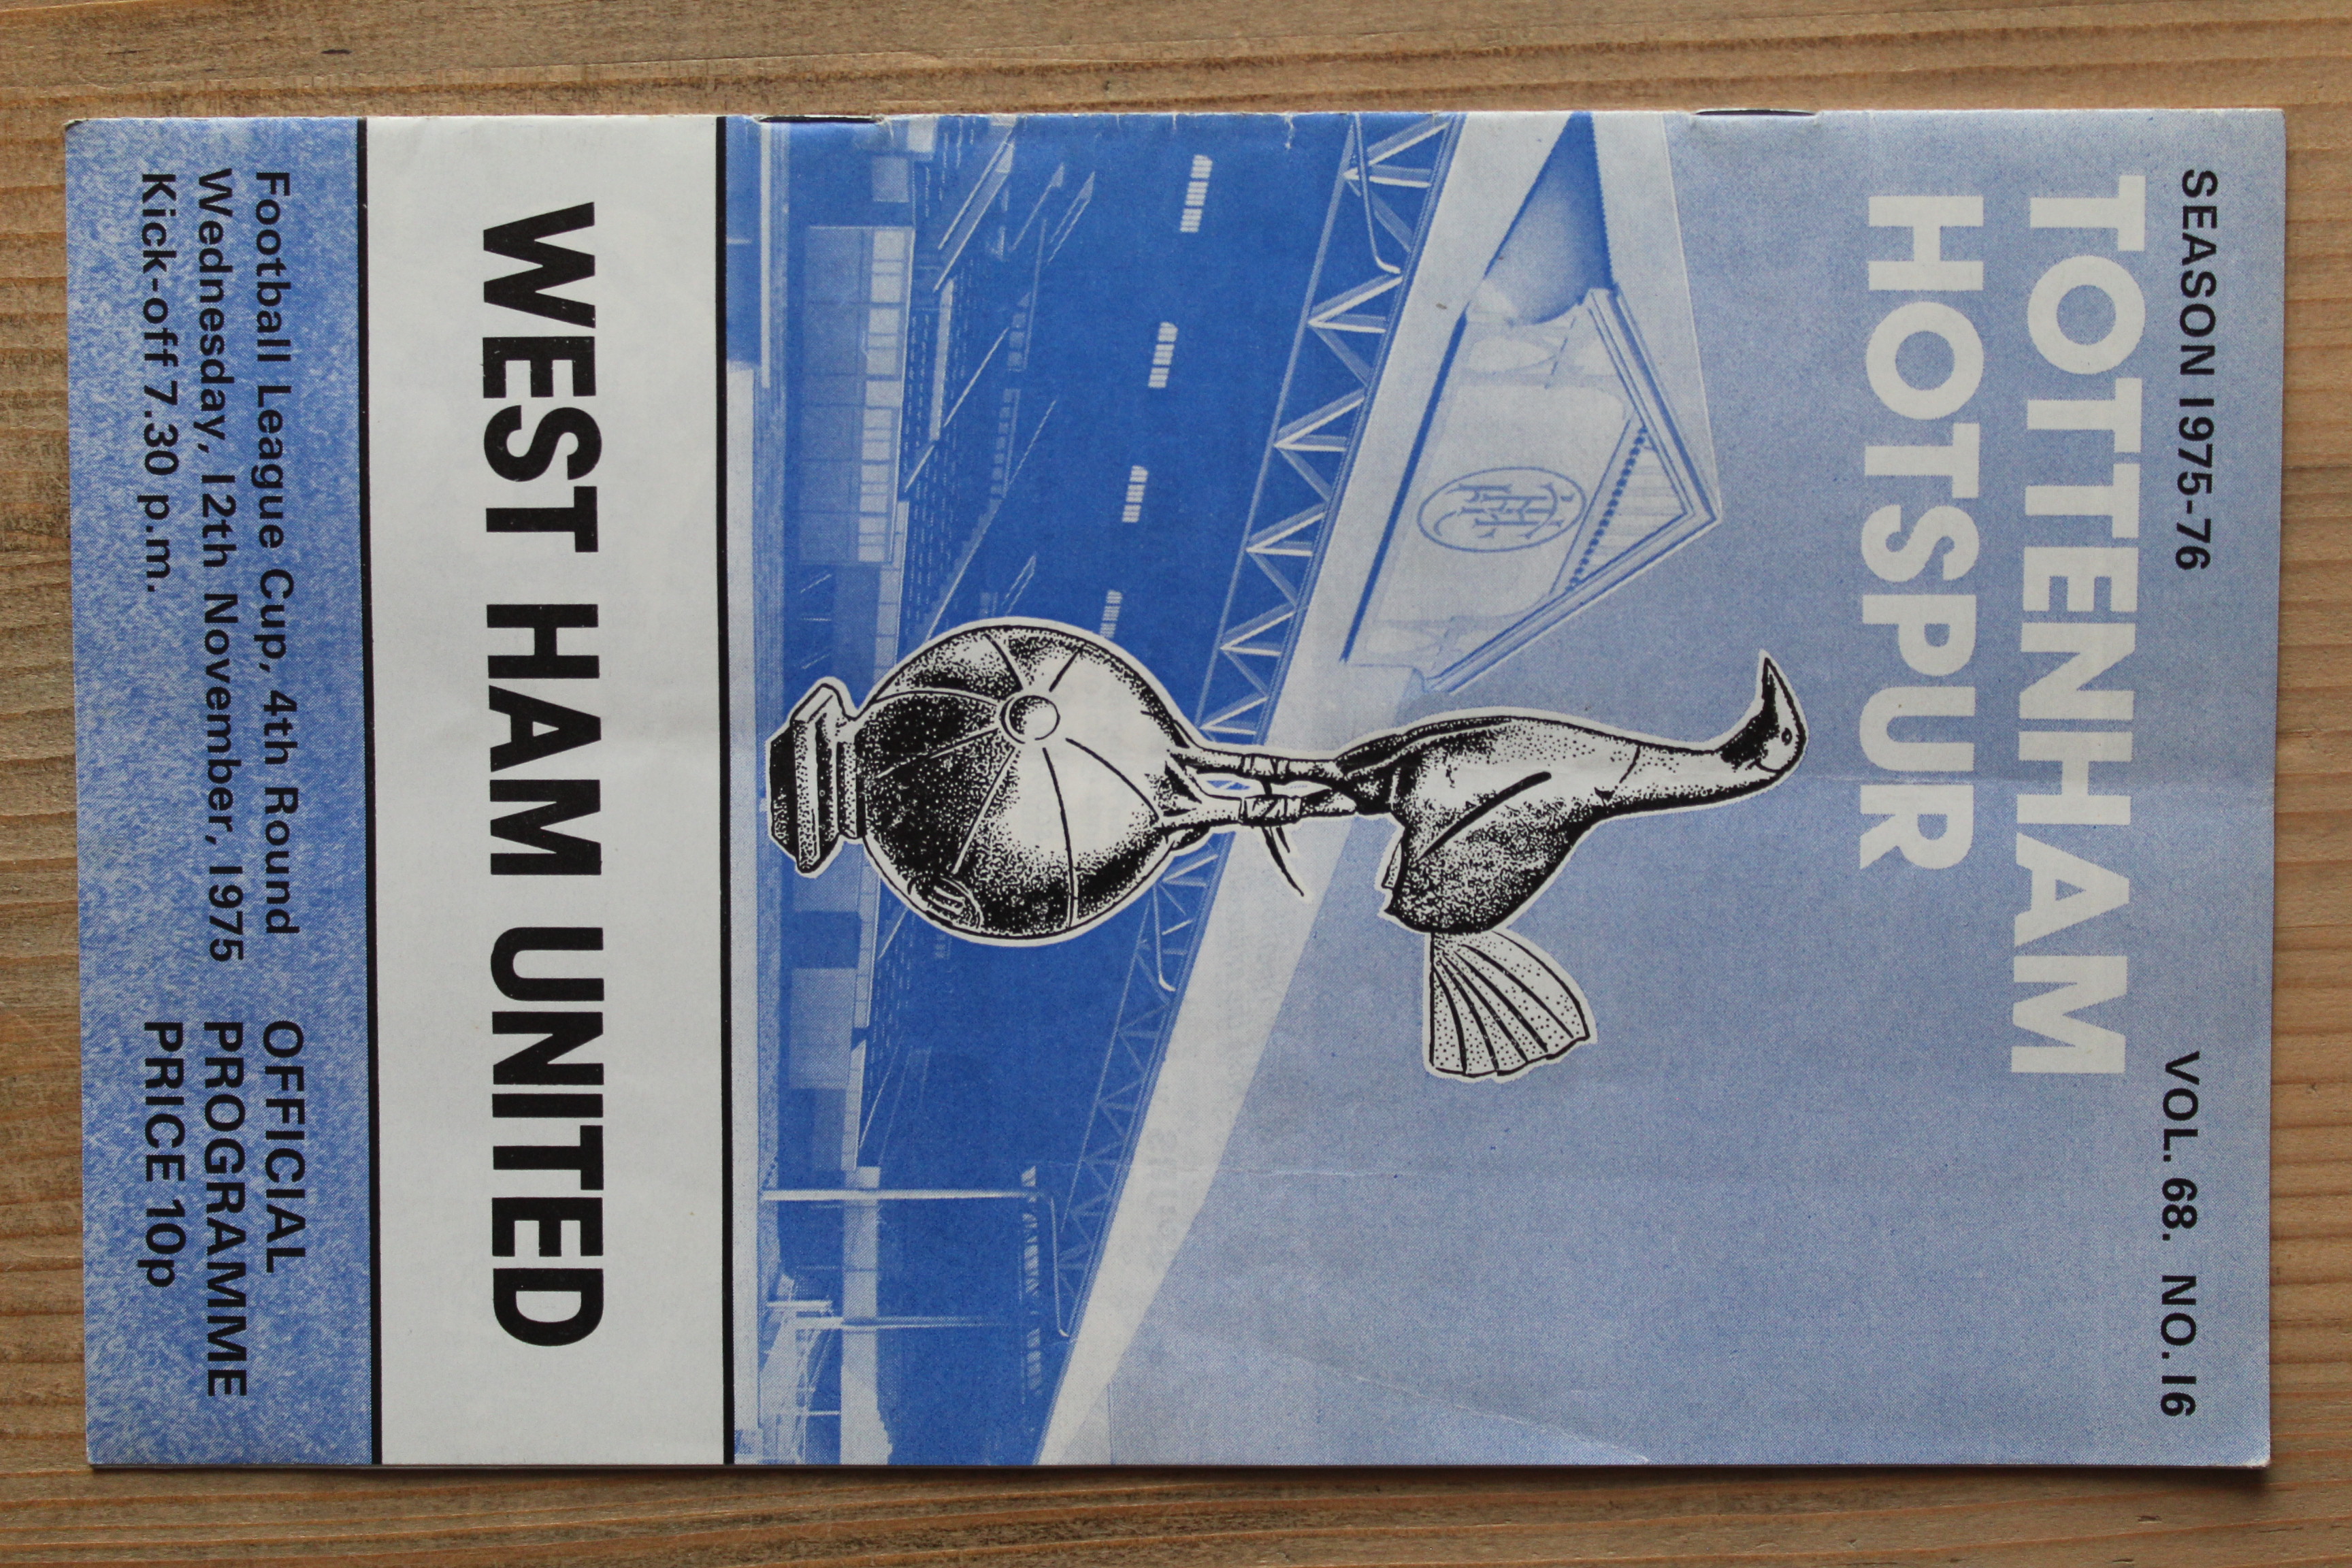 SEASON 1975-76 VOL. 68. NO. 16
TOTTENHAM
HOTSPUR
WEST HAM UNITED
Football League Cup, 4th Round
Wednesday, 12th November, 1975
Kick-off 7.30 p.m.
OFFICIAL
PROGRAMME
PRICE 10p